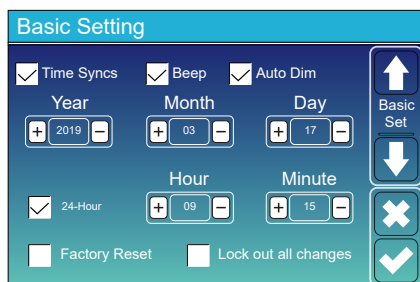 Basic Setting
Time Syncs Beep Auto Dim
Year Month Day
+ 2019 − + 03 − + 17 −
Basic
Set
Hour Minute
24-Hour + 09 − + 15 −
Factory Reset Lock out all changes